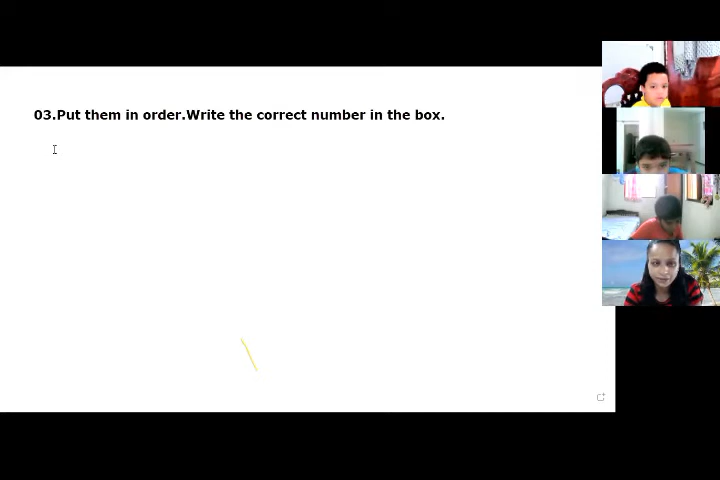 03.Put them in order.Write the correct number in the box.